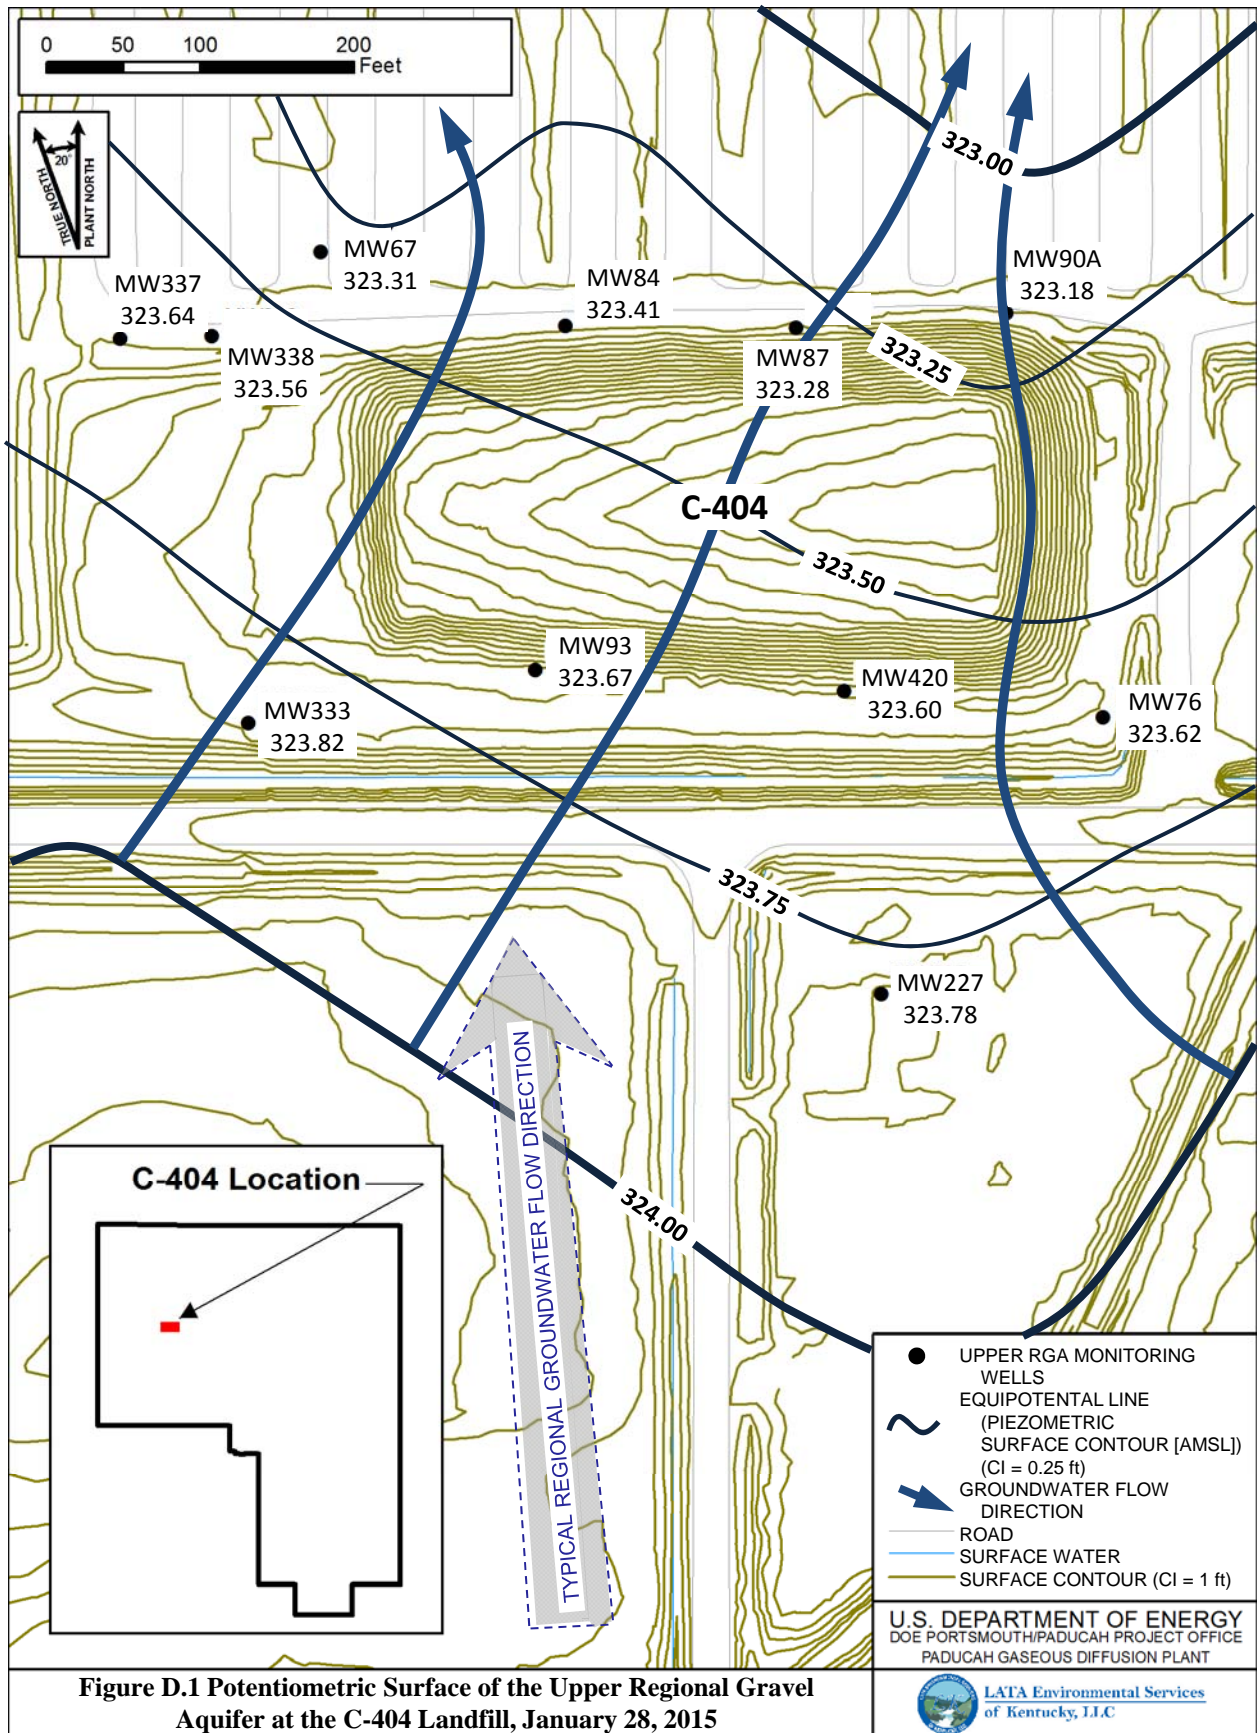 0 50 100 200
Feet
20°
TRUE NORTH
PLANT NORTH
323.00
MW67
323.31
MW337
323.64
MW84
323.41
MW90A
323.18
MW338
323.56
MW87
323.28
323.25
C-404
323.50
MW93
323.67
MW420
323.60
MW333
323.82
MW76
323.62
323.75
MW227
323.78
TYPICAL REGIONAL GROUNDWATER FLOW DIRECTION
324.00
C-404 Location
UPPER RGA MONITORING
WELLS
EQUIPOTENTAL LINE
(PIEZOMETRIC
SURFACE CONTOUR [AMSL])
(CI = 0.25 ft)
GROUNDWATER FLOW
DIRECTION
ROAD
SURFACE WATER
SURFACE CONTOUR (CI = 1 ft)
U.S. DEPARTMENT OF ENERGY
DOE PORTSMOUTH/PADUCAH PROJECT OFFICE
PADUCAH GASEOUS DIFFUSION PLANT
Figure D.1 Potentiometric Surface of the Upper Regional Gravel
Aquifer at the C-404 Landfill, January 28, 2015
LATA Environmental Services
of Kentucky, LLC